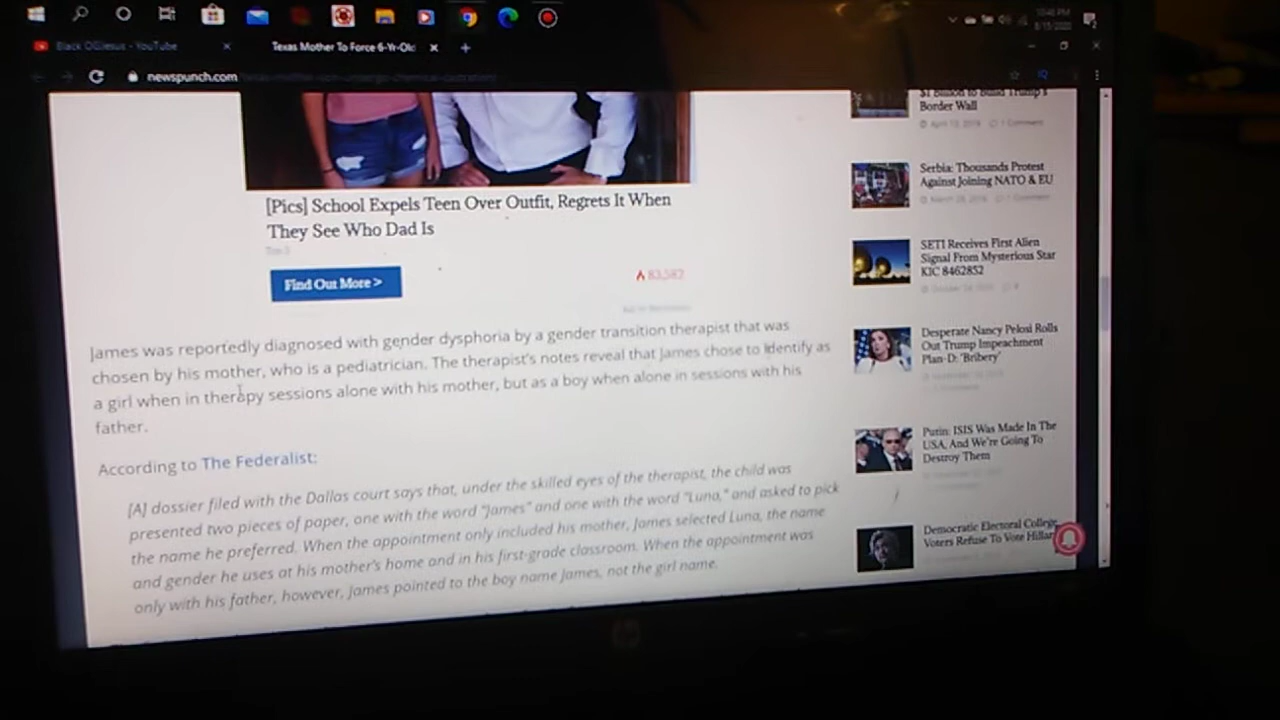 Black OGJesus - YouTube
Texas Mother To Force 6-Yr-Ol
newspunch.com
[Pics] School Expels Teen Over Outfit, Regrets It When
They See Who Dad Is
Find Out More >
83,582
James was reportedly diagnosed with gender dysphoria by a gender transition therapist that was
chosen by his mother, who is a pediatrician. The therapist's notes reveal that James chose to identify as
a girl when in therapy sessions alone with his mother, but as a boy when alone in sessions with his
father.
According to The Federalist:
[A] dossier filed with the Dallas court says that, under the skilled eyes of the therapist, the child was
presented two pieces of paper, one with the word "James" and one with the word "Luna," and asked to pick
the name he preferred. When the appointment only included his mother, James selected Luna, the name
and gender he uses at his mother's home and in his first-grade classroom. When the appointment was
only with his father, however, James pointed to the boy name James, not the girl name.
$1 Billion to Build Trump's
Border Wall
Serbia: Thousands Protest
Against Joining NATO & EU
SETI Receives First Alien
Signal From Mysterious Star
KIC 8462852
Desperate Nancy Pelosi Rolls
Out Trump Impeachment
Plan-D: 'Bribery'
Putin: ISIS Was Made In The
USA, And We're Going To
Destroy Them
Democratic Electoral College
Voters Refuse To Vote Hillar